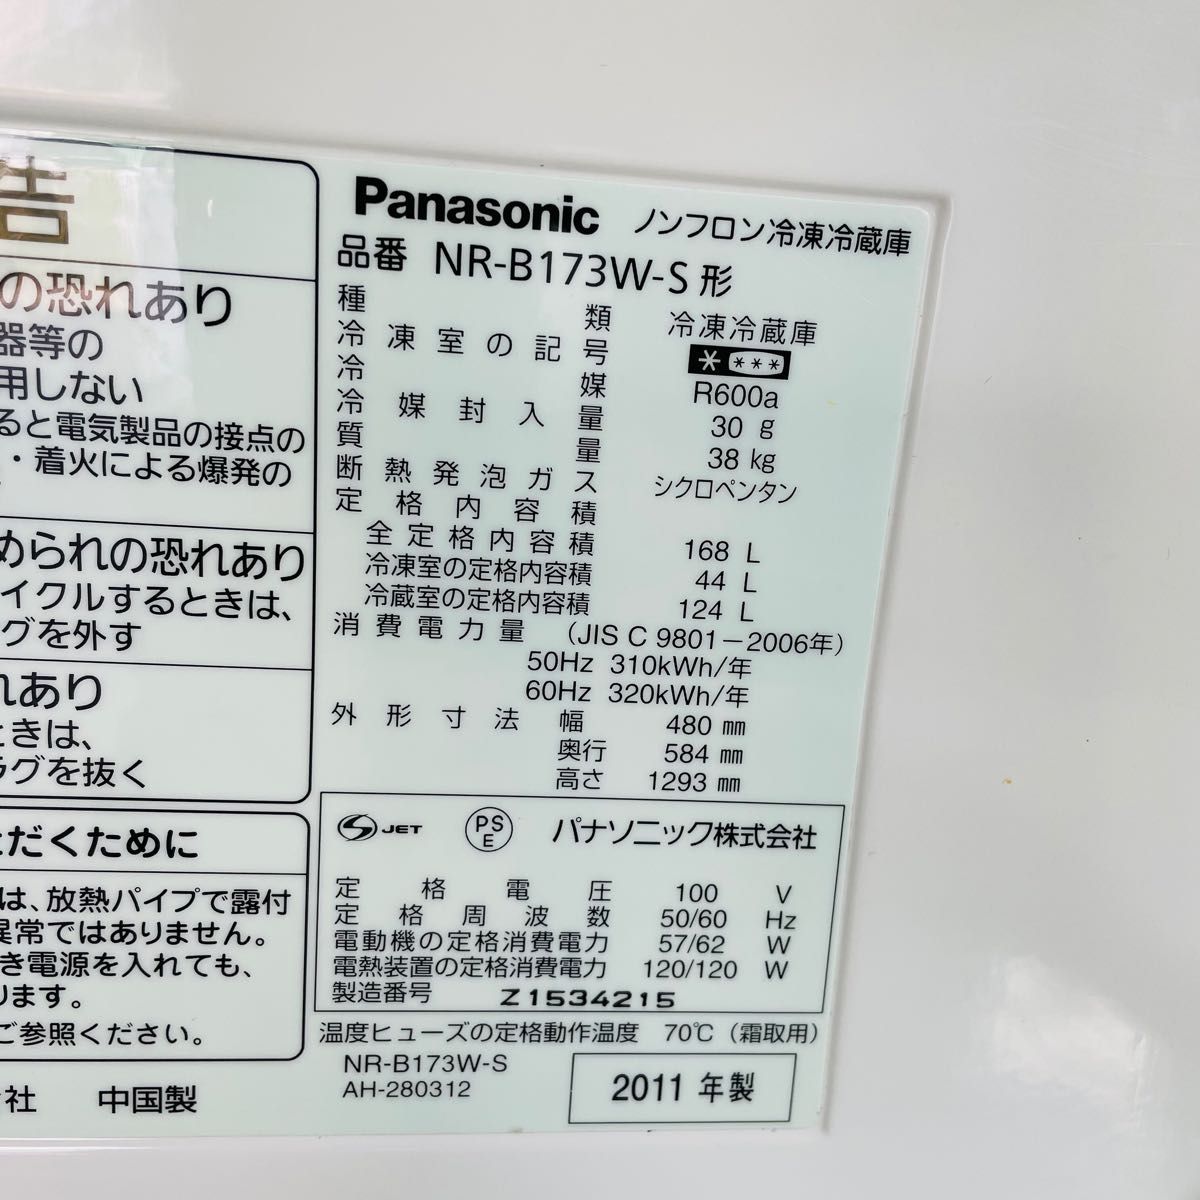 告
の恐れあり
器等の
用しない
ると電気製品の接点の
・着火による爆発の
められの恐れあり
イクルするときは、
グを外す
れあり
ときは、
ラグを抜く
ただくために
は、放熱パイプで露付
異常ではありません。
き電源を入れても、
ります。
ご参照ください。
社 中国製
Panasonic ノンフロン冷凍冷蔵庫
品番 NR-B173W-S 形
種類 冷凍冷蔵庫
冷凍室の記号 * ***
冷媒 R600a
冷媒封入量 30 g
質量 38 kg
断熱発泡ガス シクロペンタン
定格内容積
全定格内容積 168 L
冷凍室の定格内容積 44 L
冷蔵室の定格内容積 124 L
消費電力量 (JIS C 9801-2006年)
50Hz 310kWh/年
60Hz 320kWh/年
外形寸法 幅 480 mm
奥行 584 mm
高さ 1293 mm
S JET PS E パナソニック株式会社
定格電圧 100 V
定格周波数 50/60 Hz
電動機の定格消費電力 57/62 W
電熱装置の定格消費電力 120/120 W
製造番号 Z1534215
温度ヒューズの定格動作温度 70℃ (霜取用)
NR-B173W-S
AH-280312
2011 年製